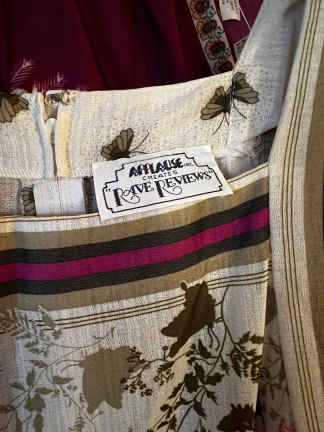 APPLAUSE INC.
CREATES
RAVE REVIEWS